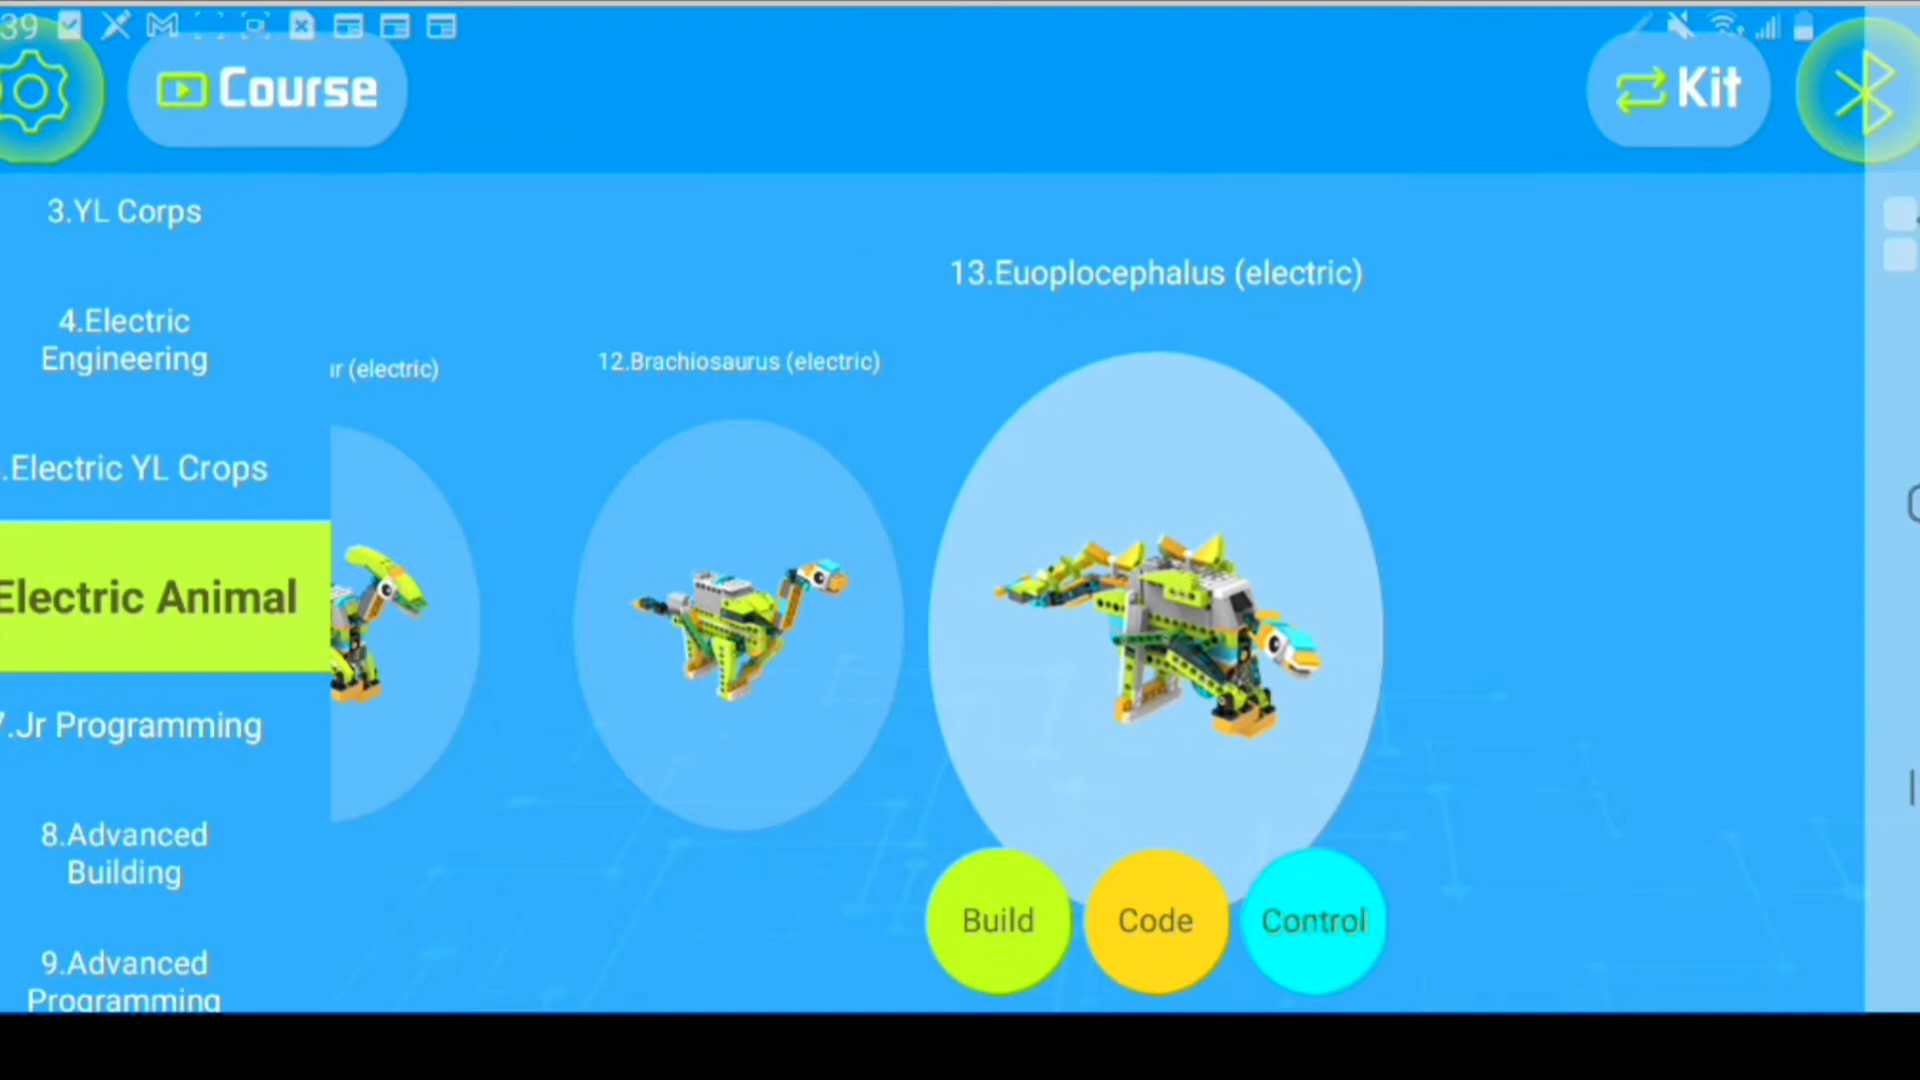 39
Course
Kit
3.YL Corps
4.Electric
Engineering
.Electric YL Crops
Electric Animal
7.Jr Programming
8.Advanced
Building
9.Advanced
Programming
r (electric)
12.Brachiosaurus (electric)
13.Euoplocephalus (electric)
Build
Code
Control